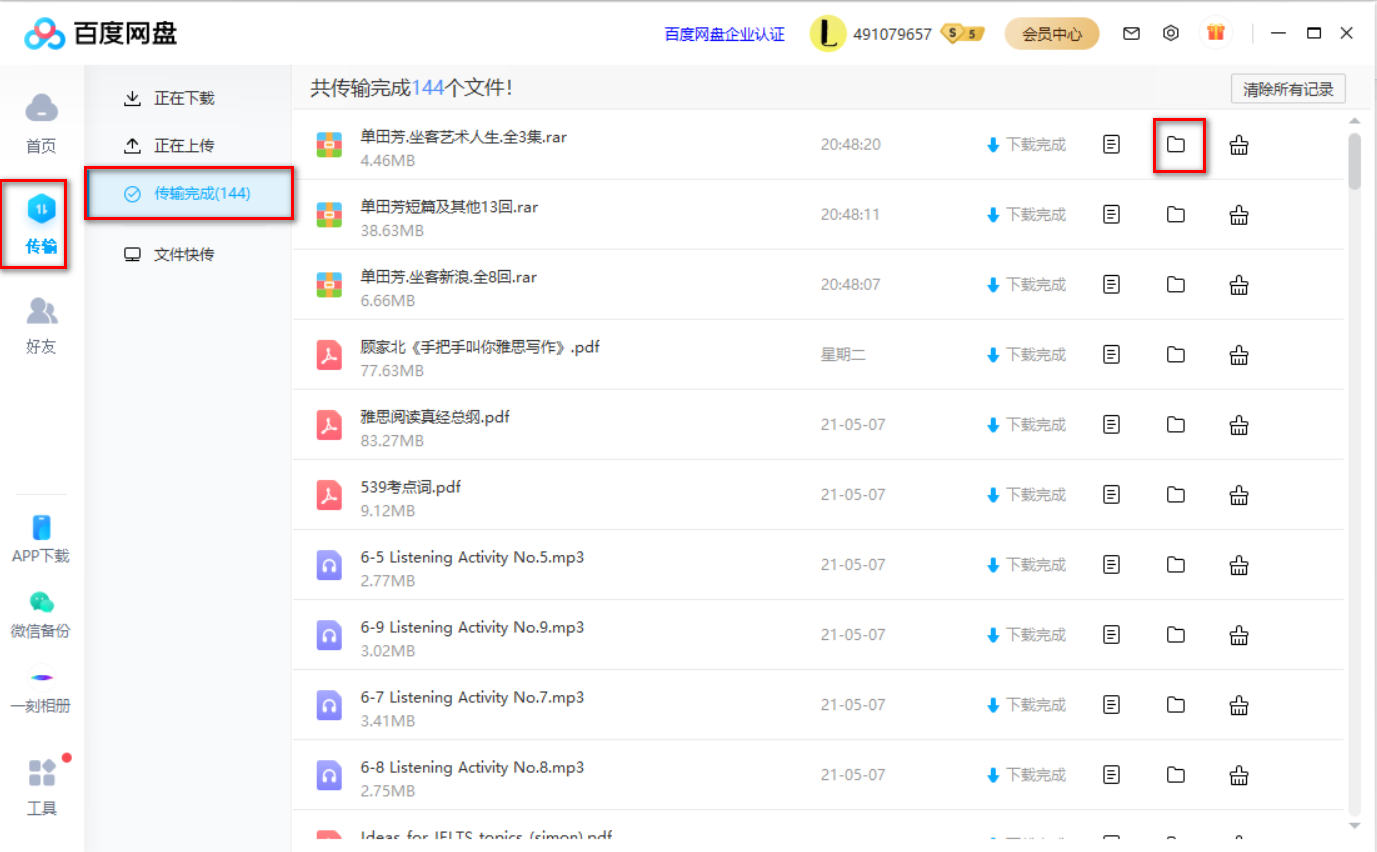 百度网盘
百度网盘企业认证
491079657
S 5
会员中心
首页
传输
好友
APP下载
微信备份
一刻相册
工具
正在下载
正在上传
传输完成(144)
文件快传
共传输完成144个文件！
清除所有记录
单田芳.坐客艺术人生.全3集.rar
4.46MB
20:48:20
下载完成
单田芳短篇及其他13回.rar
38.63MB
20:48:11
下载完成
单田芳.坐客新浪.全8回.rar
6.66MB
20:48:07
下载完成
顾家北《手把手叫你雅思写作》.pdf
77.63MB
星期二
下载完成
雅思阅读真经总纲.pdf
83.27MB
21-05-07
下载完成
539考点词.pdf
9.12MB
21-05-07
下载完成
6-5 Listening Activity No.5.mp3
2.77MB
21-05-07
下载完成
6-9 Listening Activity No.9.mp3
3.02MB
21-05-07
下载完成
6-7 Listening Activity No.7.mp3
3.41MB
21-05-07
下载完成
6-8 Listening Activity No.8.mp3
2.75MB
21-05-07
下载完成
Ideas for IELTS topics (simon).pdf